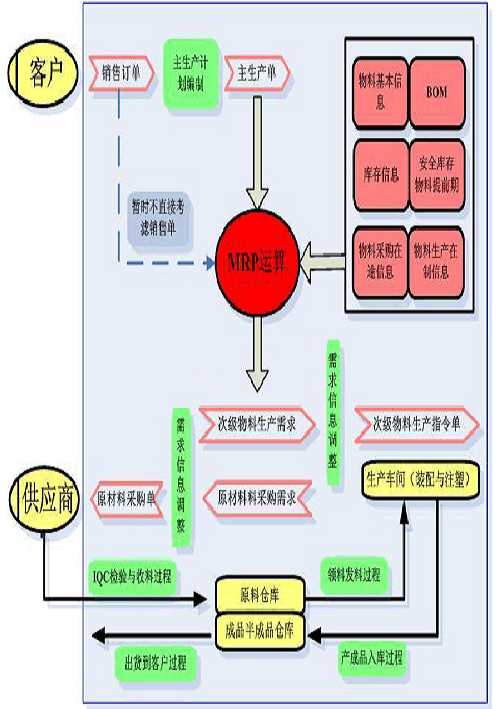 客户
销售订单
主生产计
划编制
主生产单
物料基本信
息
BOM
库存信息
安全库存
物料提前期
物料采购在
途信息
物料生产在
制信息
暂时不直接考
滤销售单
MRP运算
需求信息调整
次级物料生产需求
次级物料生产指令单
需求信息调整
供应商
原材料采购单
原材料料采购需求
生产车间（装配与注塑）
IQC检验与收料过程
原料仓库
领料发料过程
成品半成品仓库
出货到客户过程
产成品入库过程